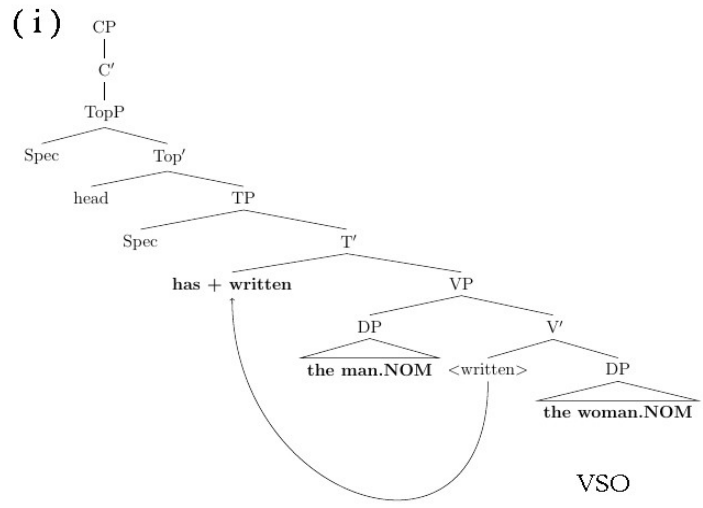 (i)
CP
C′
TopP
Spec Top′
head TP
Spec T′
has + written VP
DP V′
the man.NOM <written> DP
the woman.NOM
VSO